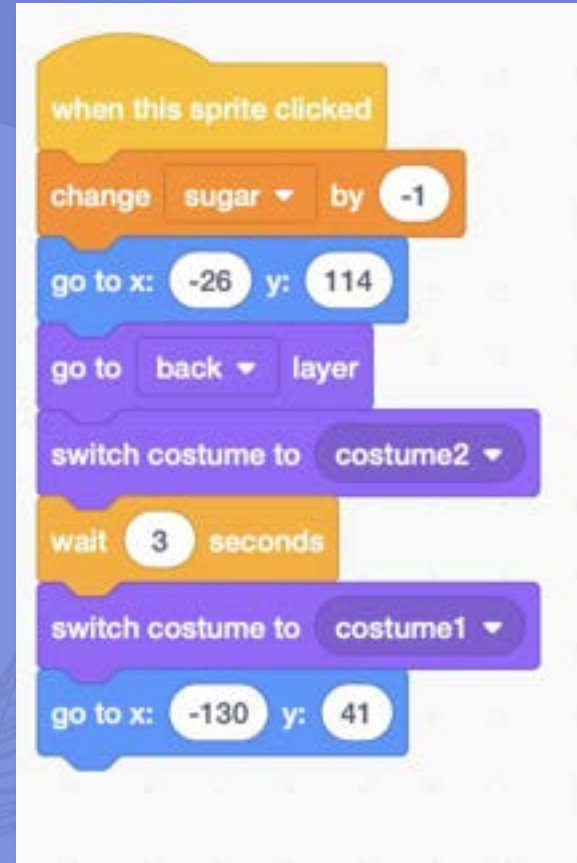 when this sprite clicked
change sugar by -1
go to x: -26 y: 114
go to back layer
switch costume to costume2
wait 3 seconds
switch costume to costume1
go to x: -130 y: 41